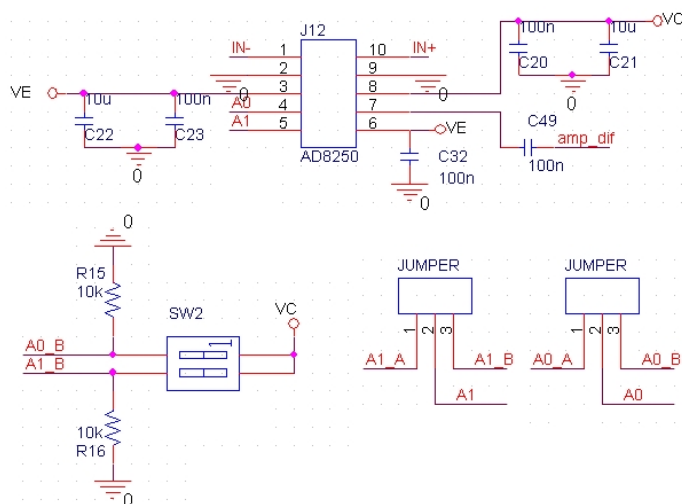 J12
IN- 1 10 IN+
2 9
0 3 8 0
A0 4 7
A1 5 6 VE
AD8250
VE
10u 100n
C22 C23
0
C32
100n
0
100n 10u VC
C20 C21
0
C49
amp_dif
100n
0
R15
10k
SW2
VC
1
A0_B
A1_B
10k
R16
0
JUMPER
1 2 3
A1_A A1_B
A1
JUMPER
1 2 3
A0_A A0_B
A0